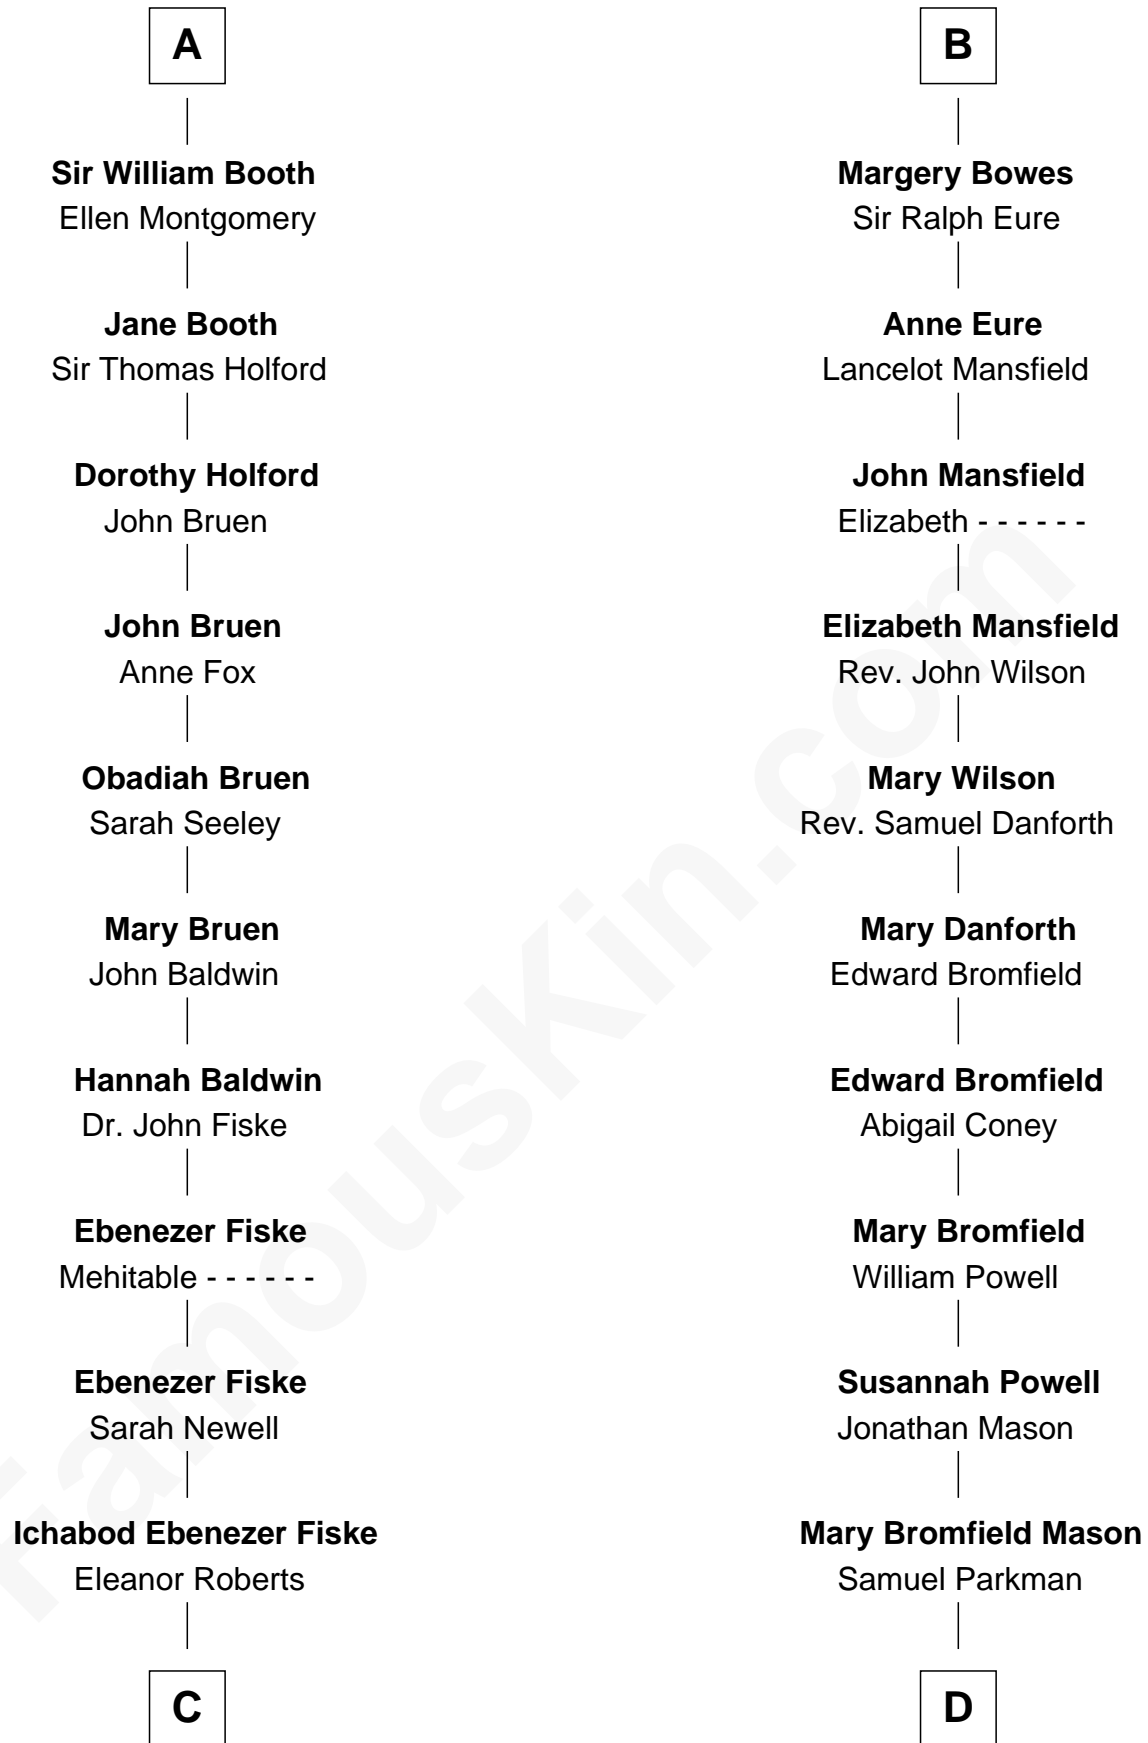 A
Sir William Booth
Ellen Montgomery
Jane Booth
Sir Thomas Holford
Dorothy Holford
John Bruen
John Bruen
Anne Fox
Obadiah Bruen
Sarah Seeley
Mary Bruen
John Baldwin
Hannah Baldwin
Dr. John Fiske
Ebenezer Fiske
Mehitable - - - - - -
Ebenezer Fiske
Sarah Newell
Ichabod Ebenezer Fiske
Eleanor Roberts
C
B
Margery Bowes
Sir Ralph Eure
Anne Eure
Lancelot Mansfield
John Mansfield
Elizabeth - - - - - -
Elizabeth Mansfield
Rev. John Wilson
Mary Wilson
Rev. Samuel Danforth
Mary Danforth
Edward Bromfield
Edward Bromfield
Abigail Coney
Mary Bromfield
William Powell
Susannah Powell
Jonathan Mason
Mary Bromfield Mason
Samuel Parkman
D
FamousKin.com